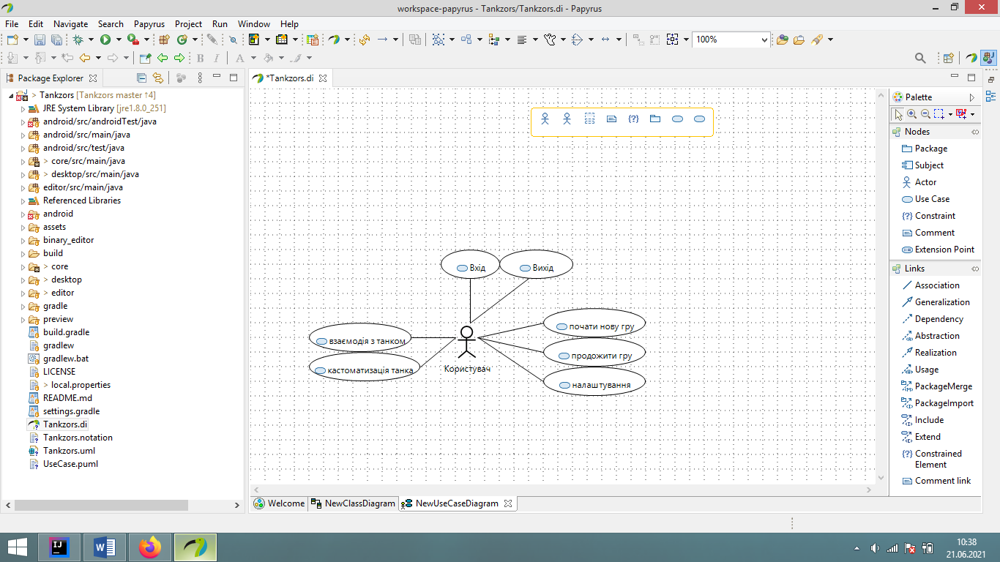 workspace-papyrus - Tankzors/Tankzors.di - Papyrus
File Edit Navigate Search Papyrus Project Run Window Help
100%
B I A
Package Explorer
> Tankzors [Tankzors master ↑4]
JRE System Library [jre1.8.0_251]
android/src/androidTest/java
android/src/main/java
android/src/test/java
> core/src/main/java
> desktop/src/main/java
editor/src/main/java
Referenced Libraries
android
assets
binary_editor
build
> core
> desktop
> editor
gradle
preview
build.gradle
gradlew
gradlew.bat
LICENSE
> local.properties
README.md
settings.gradle
Tankzors.di
Tankzors.notation
Tankzors.uml
UseCase.puml
*Tankzors.di
Вхід
Вихід
почати нову гру
взаємодія з танком
продожити гру
кастоматизація танка
Користувач
налаштування
Welcome NewClassDiagram NewUseCaseDiagram
Palette
Nodes
Package
Subject
Actor
Use Case
Constraint
Comment
Extension Point
Links
Association
Generalization
Dependency
Abstraction
Realization
Usage
PackageMerge
PackageImport
Include
Extend
Constrained
Element
Comment link
10:38
21.06.2021